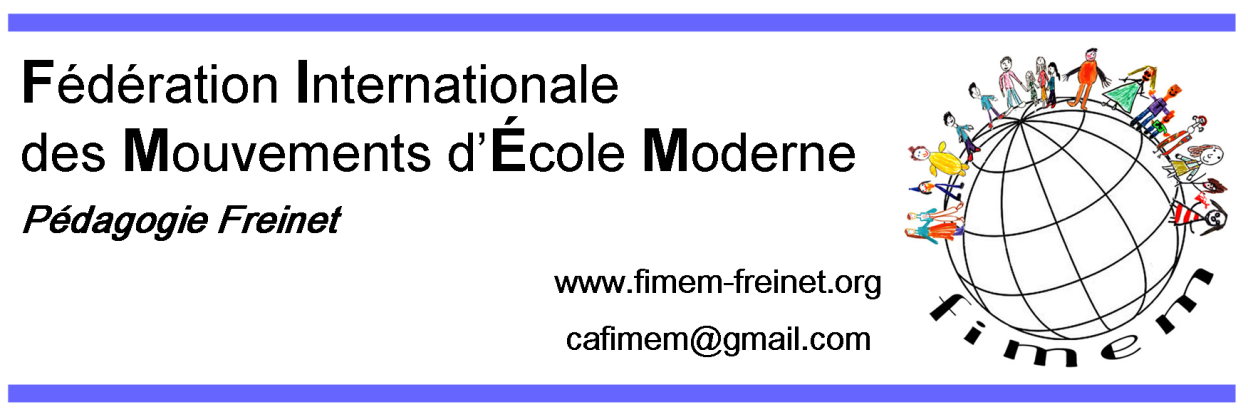 Fédération Internationale
des Mouvements d'École Moderne
Pédagogie Freinet
www.fimem-freinet.org
cafimem@gmail.com
fimem